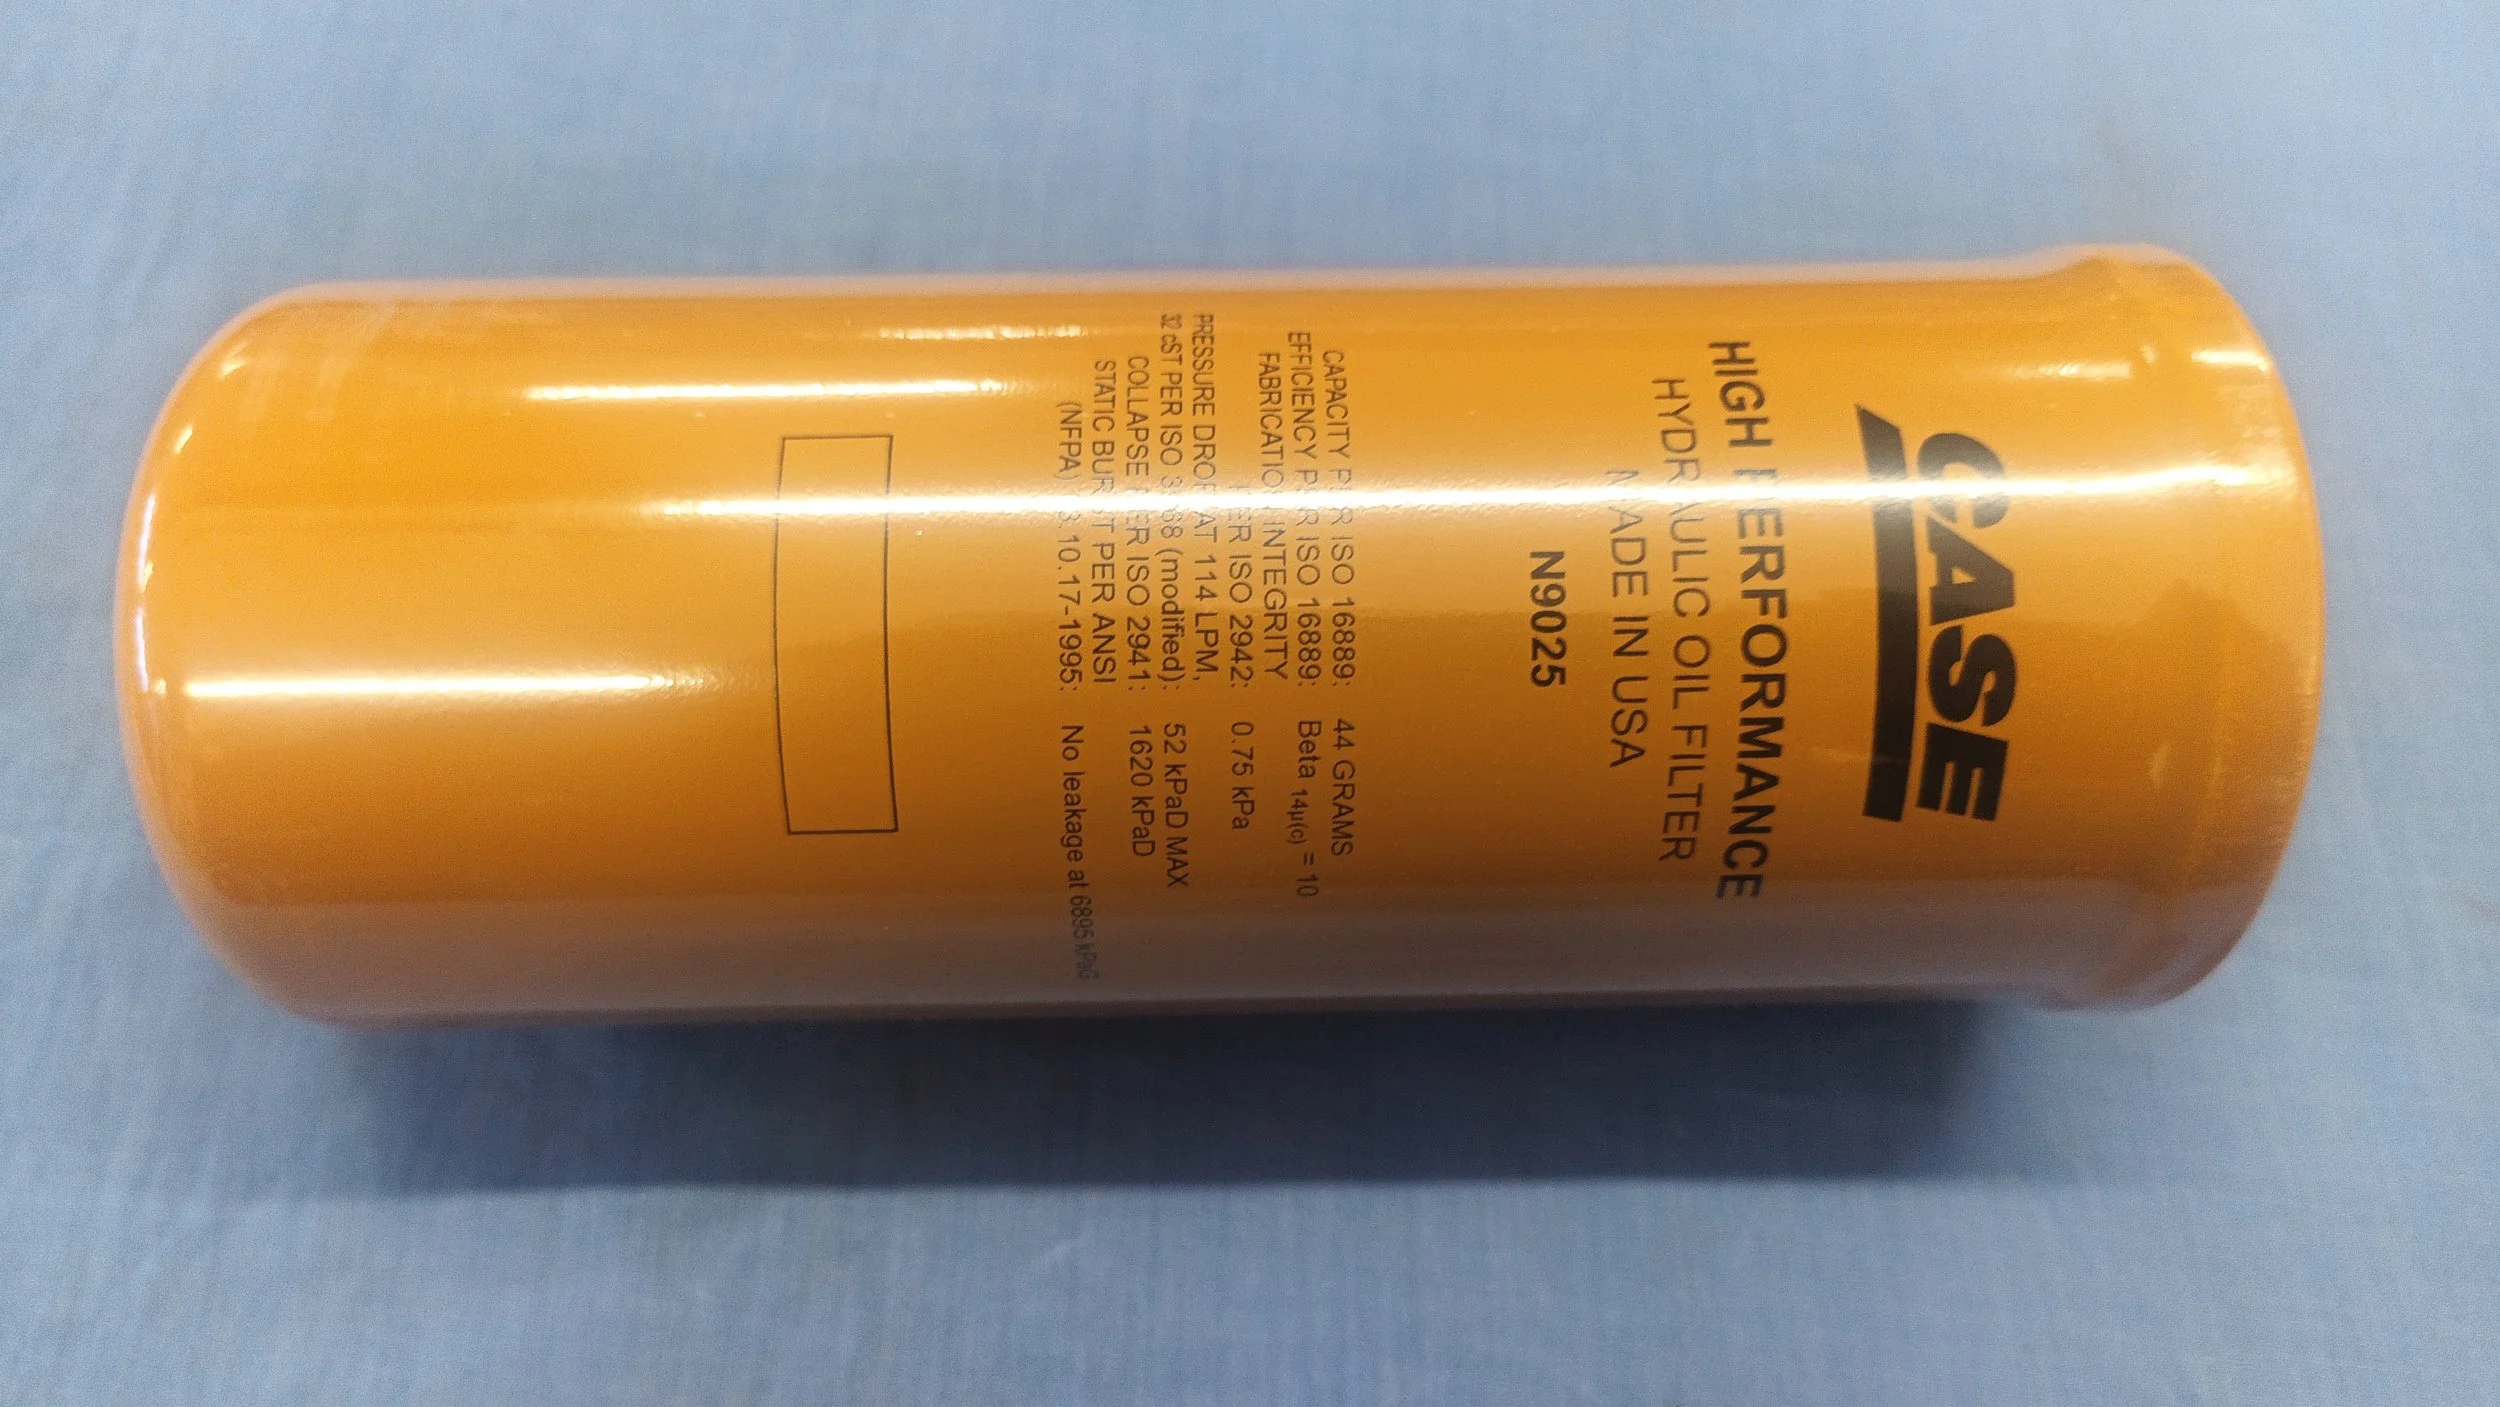 CASE
HIGH PERFORMANCE
HYDRAULIC OIL FILTER
MADE IN USA
N9025
CAPACITY PER ISO 16889: 44 GRAMS
EFFICIENCY PER ISO 16889: Beta 14µ(c) = 10
FABRICATION INTEGRITY
PER ISO 2942: 0.75 kPa
PRESSURE DROP AT 114 LPM,
32 cST PER ISO 3968 (modified): 52 kPaD MAX
COLLAPSE PER ISO 2941: 1620 kPaD
STATIC BURST PER ANSI
(NFPA) T3.10.17-1995: No leakage at 6895 kPaG